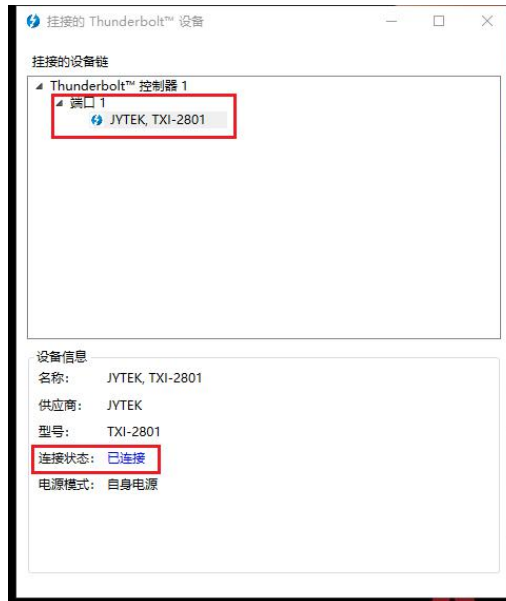 挂接的 Thunderbolt™ 设备
挂接的设备链
Thunderbolt™ 控制器 1
端口 1
JYTEK, TXI-2801
设备信息
名称： JYTEK, TXI-2801
供应商： JYTEK
型号： TXI-2801
连接状态： 已连接
电源模式： 自身电源